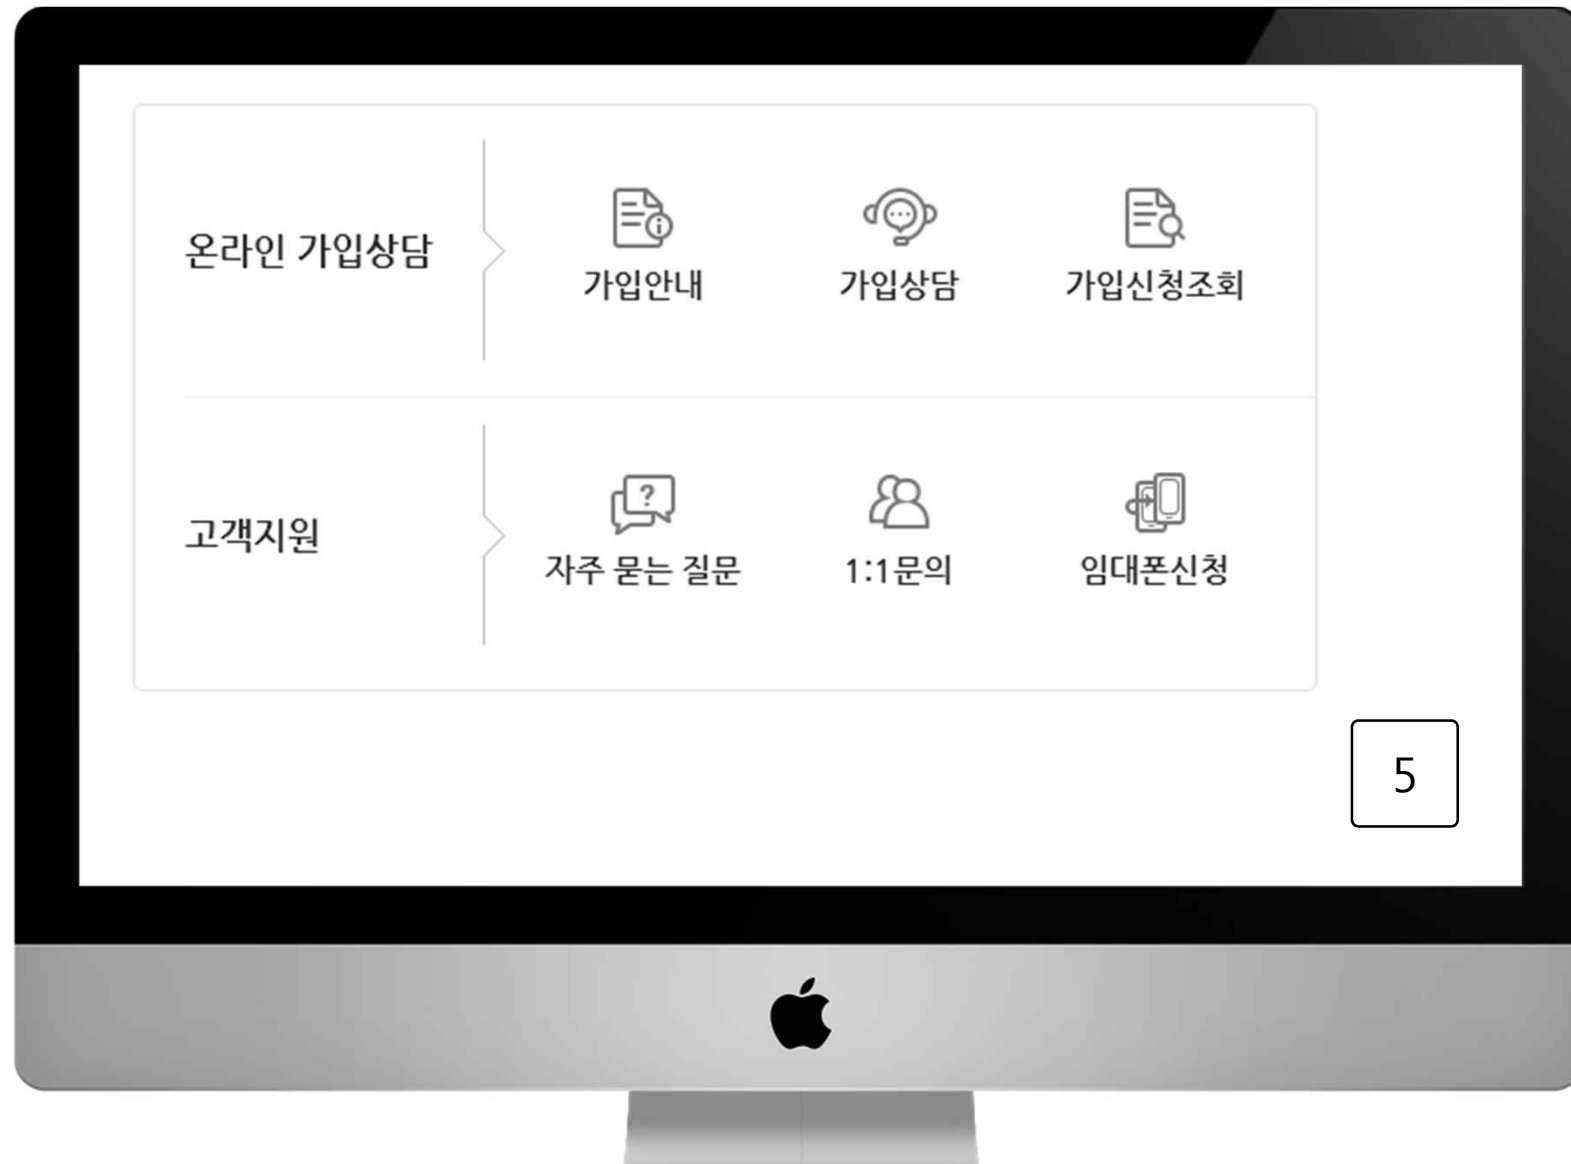 온라인 가입상담
가입안내
가입상담
가입신청조회
고객지원
?
자주 묻는 질문
1:1문의
임대폰신청
5